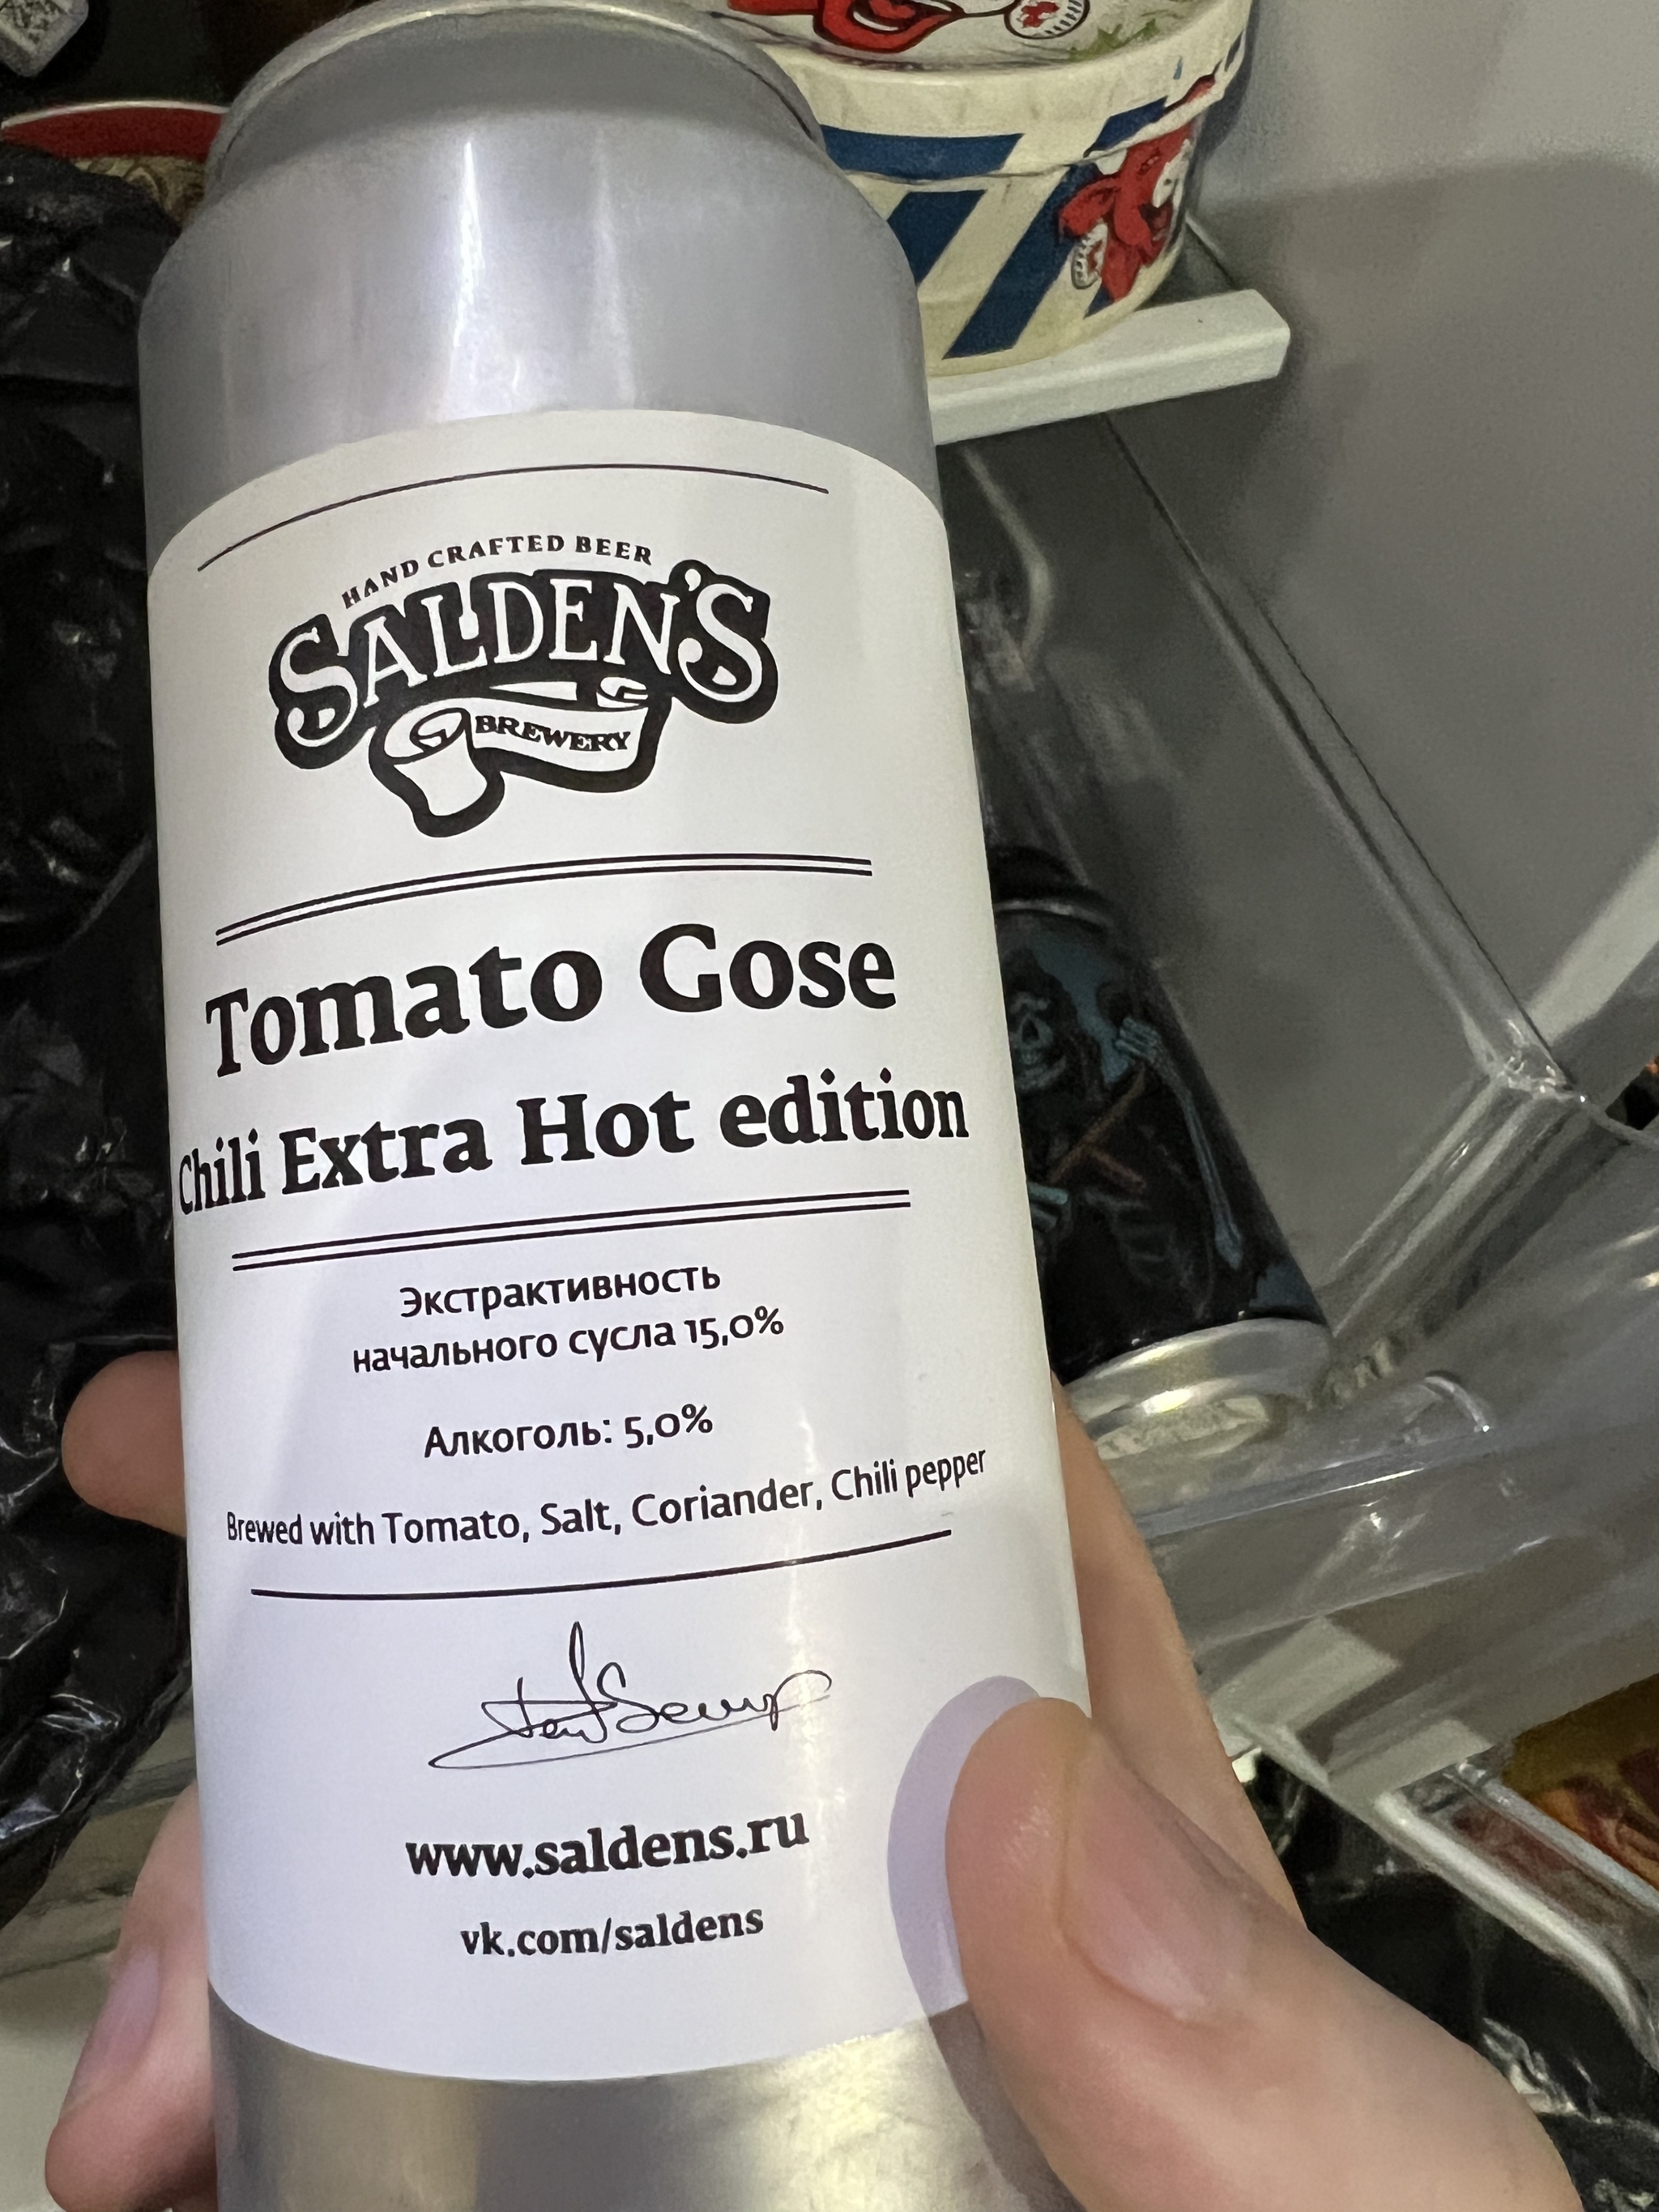 HAND CRAFTED BEER
SALDEN'S
BREWERY
Tomato Gose
Chili Extra Hot edition
Экстрактивность
начального сусла 15,0%
Алкоголь: 5,0%
Brewed with Tomato, Salt, Coriander, Chili pepper
www.saldens.ru
vk.com/saldens